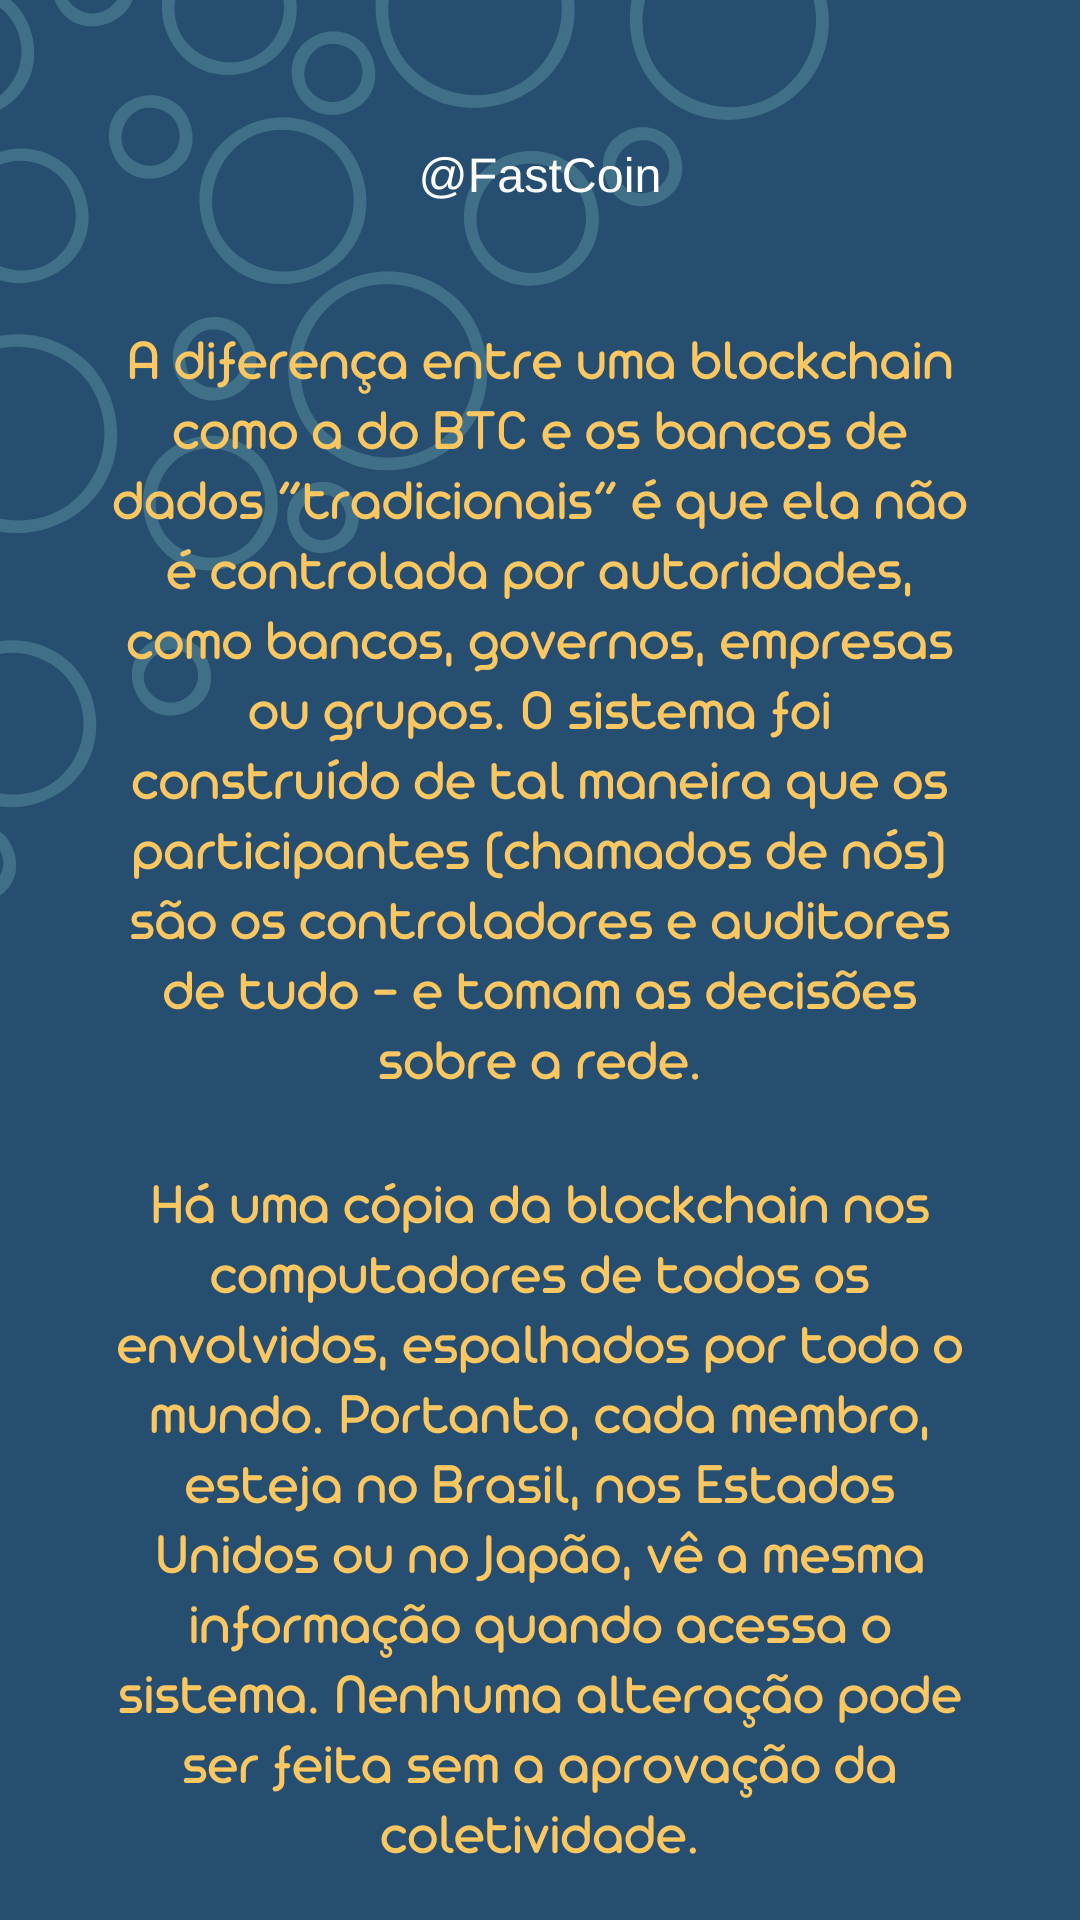 @FastCoin
A diferença entre uma blockchain
como a do BTC e os bancos de
dados "tradicionais" é que ela não
é controlada por autoridades,
como bancos, governos, empresas
ou grupos. O sistema foi
construído de tal maneira que os
participantes (chamados de nós)
são os controladores e auditores
de tudo - e tomam as decisões
sobre a rede.
Há uma cópia da blockchain nos
computadores de todos os
envolvidos, espalhados por todo o
mundo. Portanto, cada membro,
esteja no Brasil, nos Estados
Unidos ou no Japão, vê a mesma
informação quando acessa o
sistema. Nenhuma alteração pode
ser feita sem a aprovação da
coletividade.